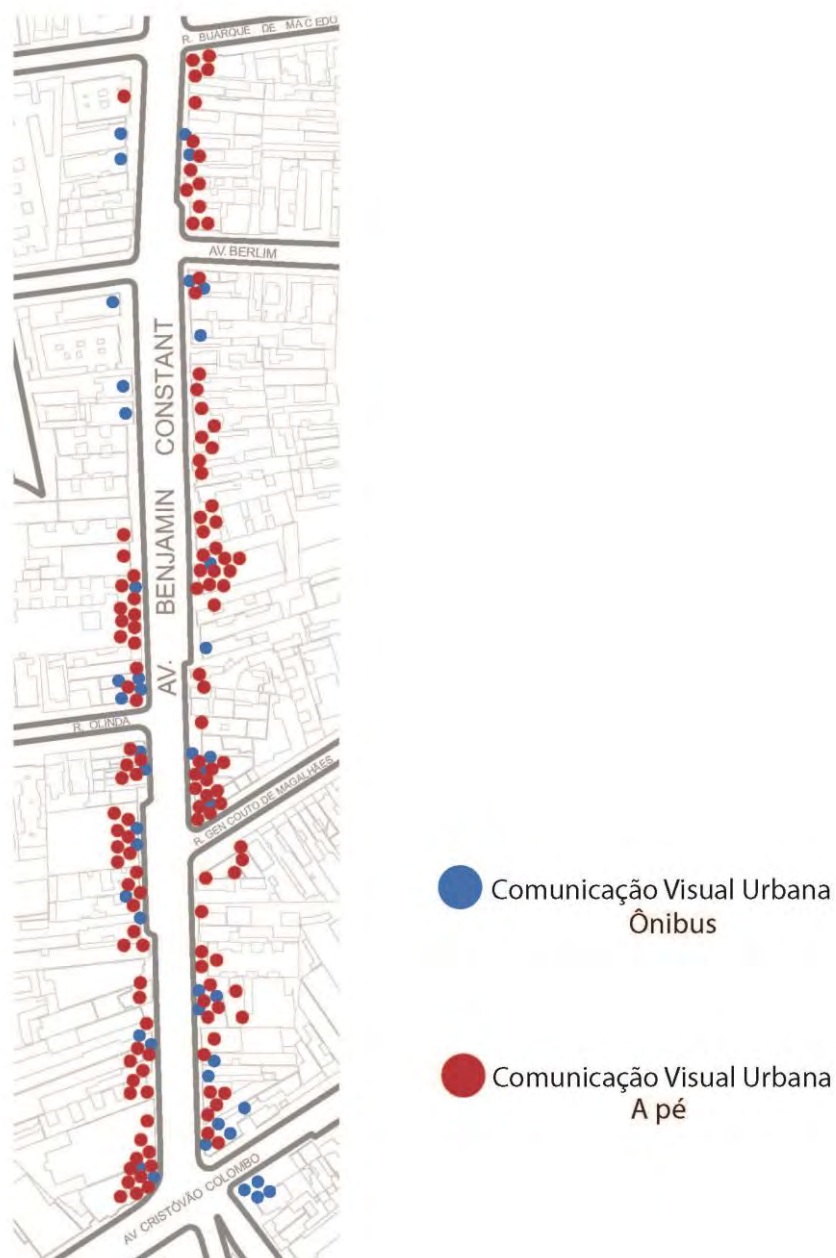 R. BUARQUE DE MACEDO
AV. BERLIM
AV. BENJAMIN CONSTANT
R. OLINDA
R. GEN COUTO DE MAGALHÃES
AV CRISTÓVÃO COLOMBO
Comunicação Visual Urbana
Ônibus
Comunicação Visual Urbana
A pé